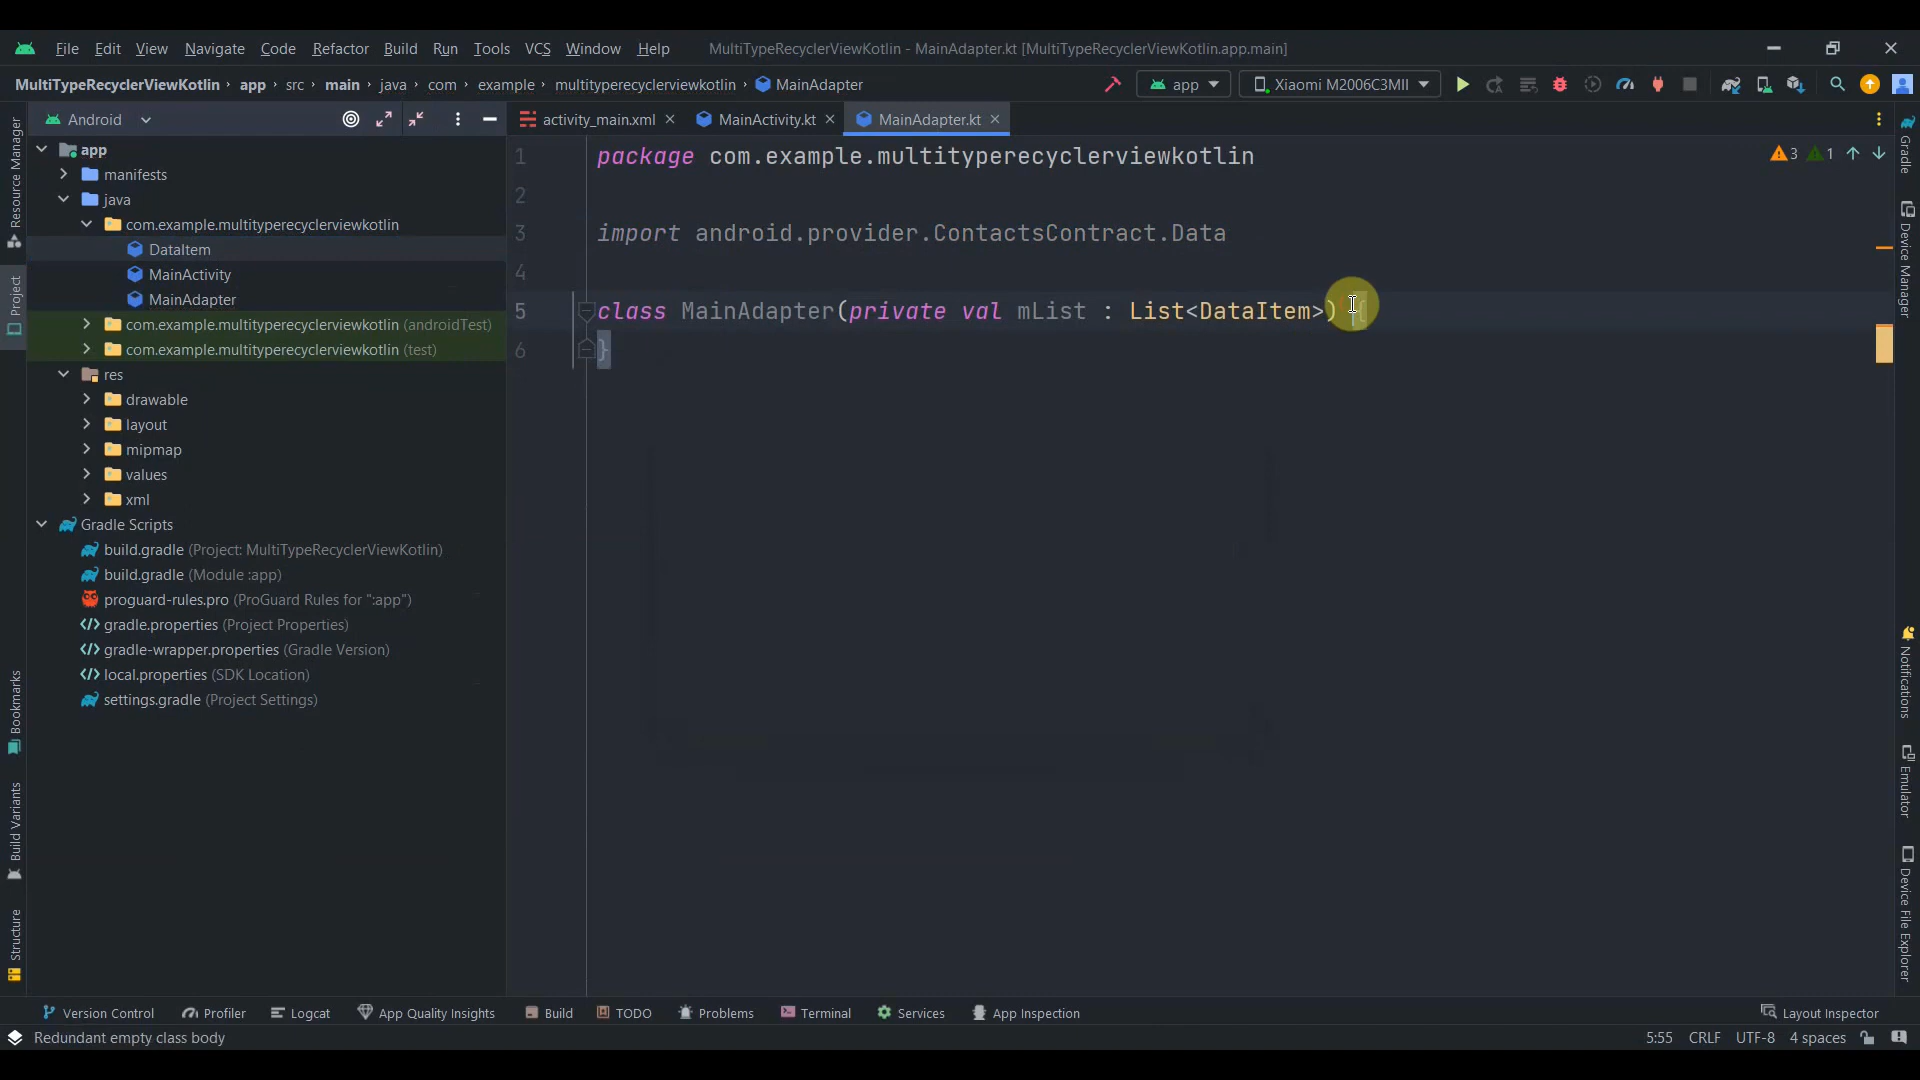 File Edit View Navigate Code Refactor Build Run Tools VCS Window Help MultiTypeRecyclerViewKotlin - MainAdapter.kt [MultiTypeRecyclerViewKotlin.app.main]
MultiTypeRecyclerViewKotlin app src main java com example multityperecyclerviewkotlin MainAdapter app Xiaomi M2006C3MII
Android activity_main.xml MainActivity.kt MainAdapter.kt
app
manifests
java
com.example.multityperecyclerviewkotlin
DataItem
MainActivity
MainAdapter
com.example.multityperecyclerviewkotlin (androidTest)
com.example.multityperecyclerviewkotlin (test)
res
drawable
layout
mipmap
values
xml
Gradle Scripts
build.gradle (Project: MultiTypeRecyclerViewKotlin)
build.gradle (Module :app)
proguard-rules.pro (ProGuard Rules for ":app")
gradle.properties (Project Properties)
gradle-wrapper.properties (Gradle Version)
local.properties (SDK Location)
settings.gradle (Project Settings)
1 package com.example.multityperecyclerviewkotlin
2
3 import android.provider.ContactsContract.Data
4
5 class MainAdapter(private val mList : List<DataItem>) {
6 }
3 1
Resource Manager
Project
Bookmarks
Build Variants
Structure
Gradle
Device Manager
Notifications
Emulator
Device File Explorer
Version Control Profiler Logcat App Quality Insights Build TODO Problems Terminal Services App Inspection Layout Inspector
Redundant empty class body 5:55 CRLF UTF-8 4 spaces